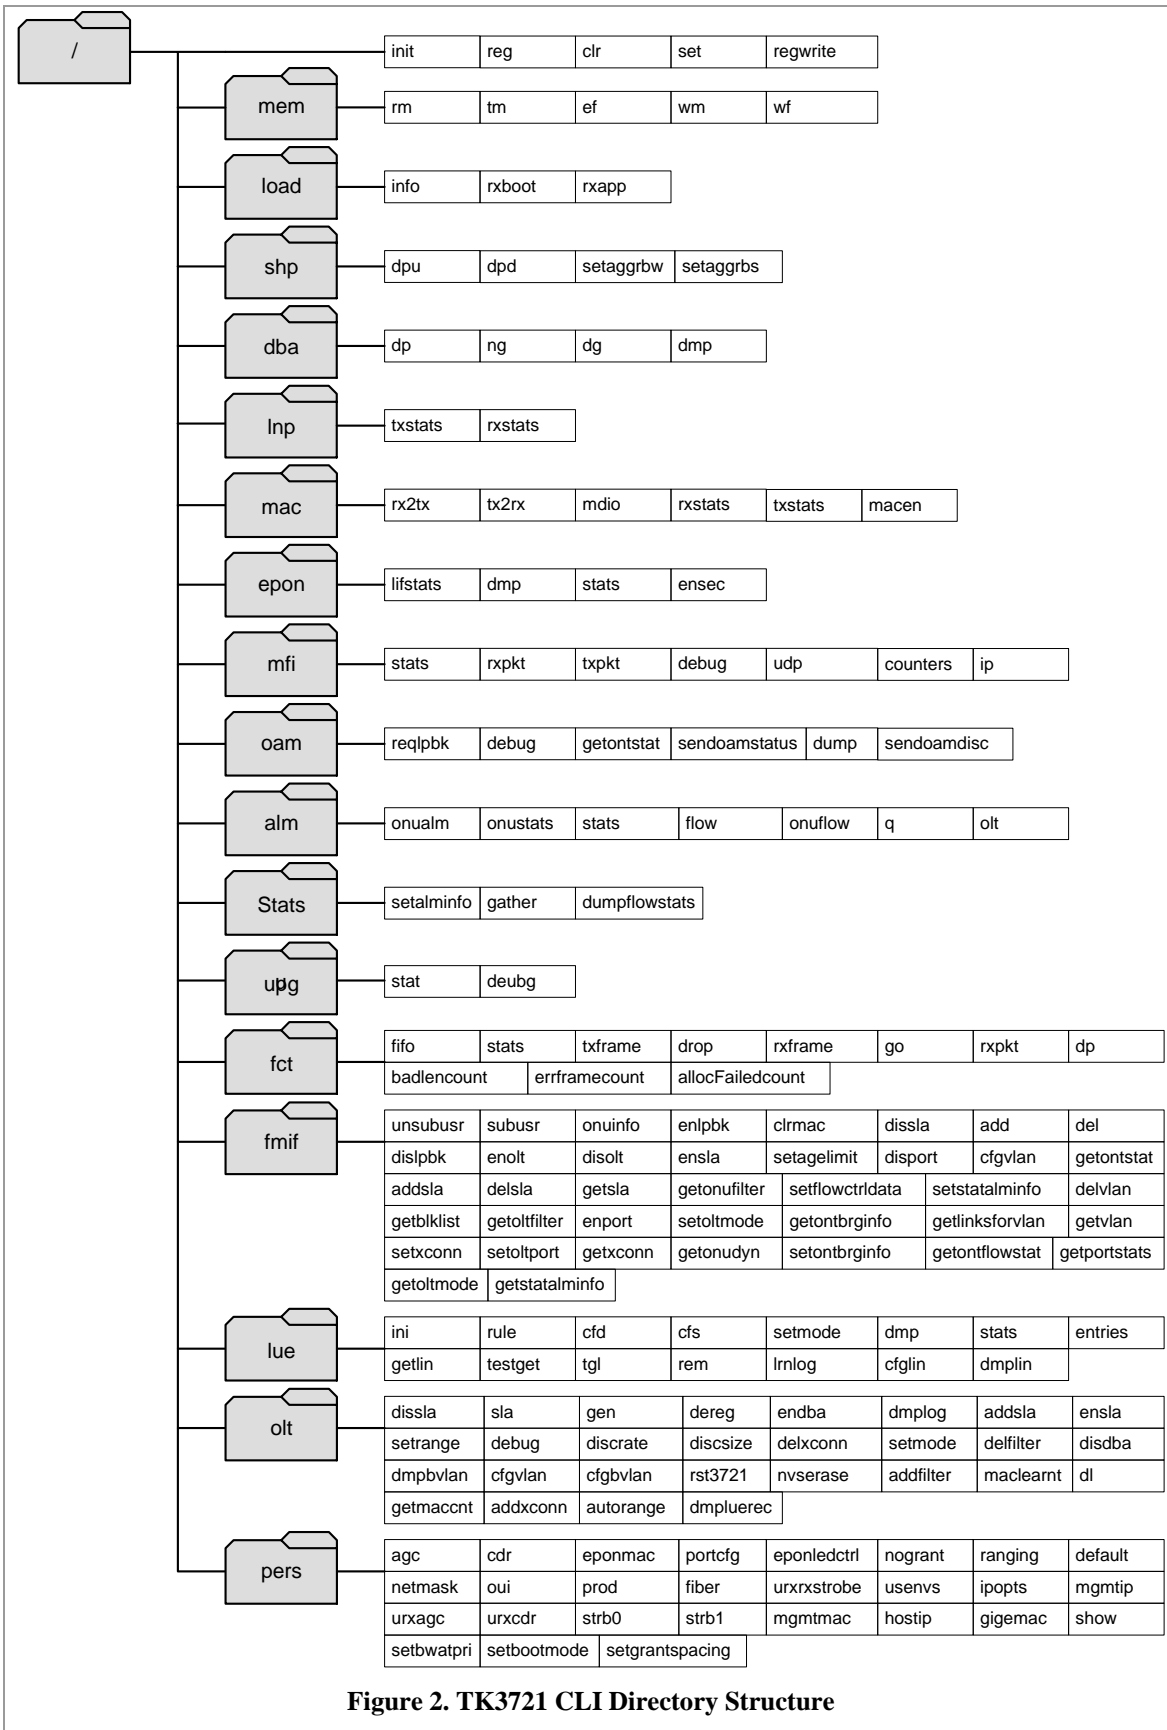 / init reg clr set regwrite
mem rm tm ef wm wf
load info rxboot rxapp
shp dpu dpd setaggrbw setaggrbs
dba dp ng dg dmp
lnp txstats rxstats
mac rx2tx tx2rx mdio rxstats txstats macen
epon lifstats dmp stats ensec
mfi stats rxpkt txpkt debug udp counters ip
oam reqlpbk debug getontstat sendoamstatus dump sendoamdisc
alm onualm onustats stats flow onuflow q olt
Stats setalminfo gather dumpflowstats
upg stat deubg
fct fifo stats txframe drop rxframe go rxpkt dp
badlencount errframecount allocFailedcount
fmif unsubusr subusr onuinfo enlpbk clrmac dissla add del
dislpbk enolt disolt ensla setagelimit disport cfgvlan getontstat
addsla delsla getsla getonufilter setflowctrldata setstatalminfo delvlan
getblklist getoltfilter enport setoltmode getontbrginfo getlinksforvlan getvlan
setxconn setoltport getxconn getonudyn setontbrginfo getontflowstat getportstats
getoltmode getstatalminfo
lue ini rule cfd cfs setmode dmp stats entries
getlin testget tgl rem lrnlog cfglin dmplin
olt dissla sla gen dereg endba dmplog addsla ensla
setrange debug discrate discsize delxconn setmode delfilter disdba
dmpbvlan cfgvlan cfgbvlan rst3721 nvserase addfilter maclearnt dl
getmaccnt addxconn autorange dmpluerec
pers agc cdr eponmac portcfg eponledctrl nogrant ranging default
netmask oui prod fiber urxrxstrobe usenvs ipopts mgmtip
urxagc urxcdr strb0 strb1 mgmtmac hostip gigemac show
setbwatpri setbootmode setgrantspacing
Figure 2. TK3721 CLI Directory Structure